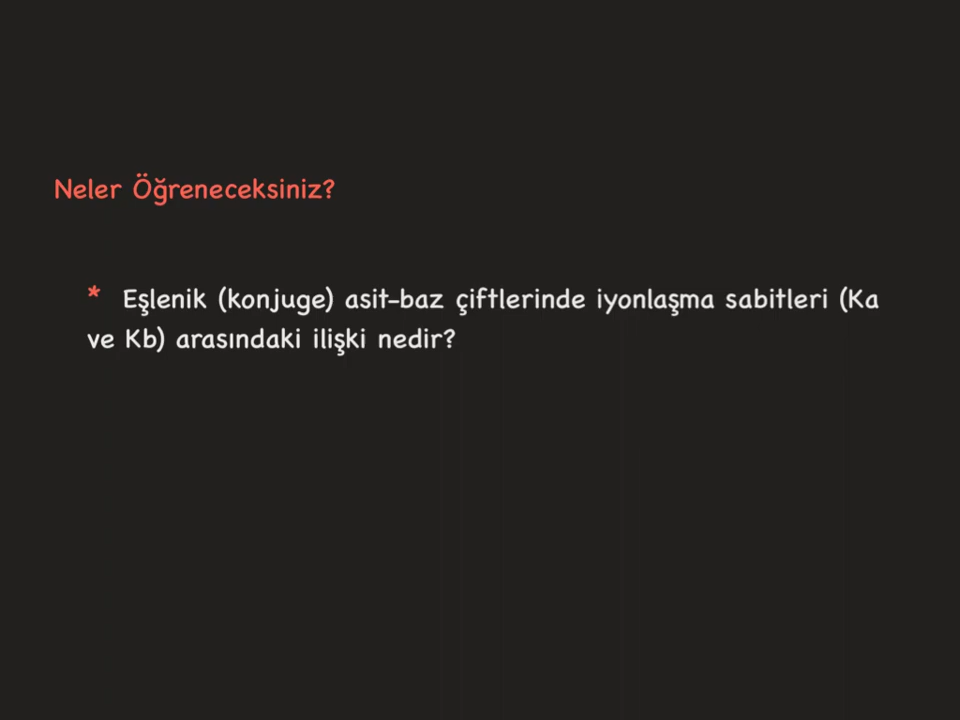 Neler Öğreneceksiniz?
* Eşlenik (konjuge) asit-baz çiftlerinde iyonlaşma sabitleri (Ka
ve Kb) arasındaki ilişki nedir?